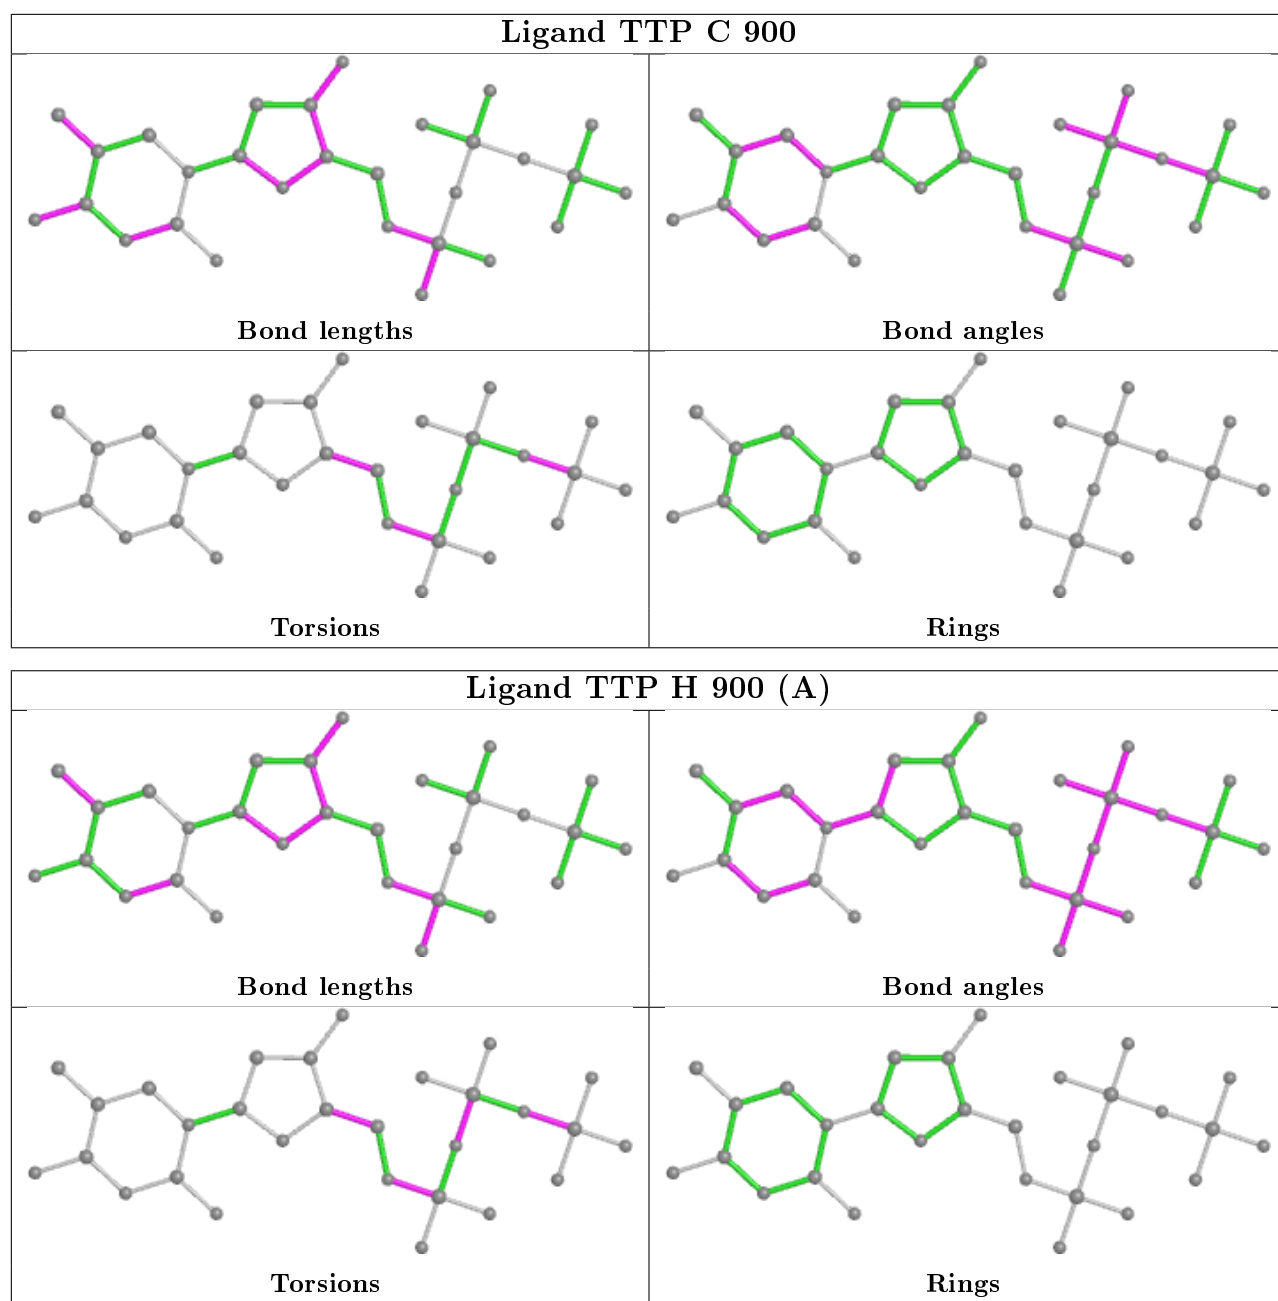 Ligand TTP C 900
Bond lengths
Bond angles
Torsions
Rings
Ligand TTP H 900 (A)
Bond lengths
Bond angles
Torsions
Rings